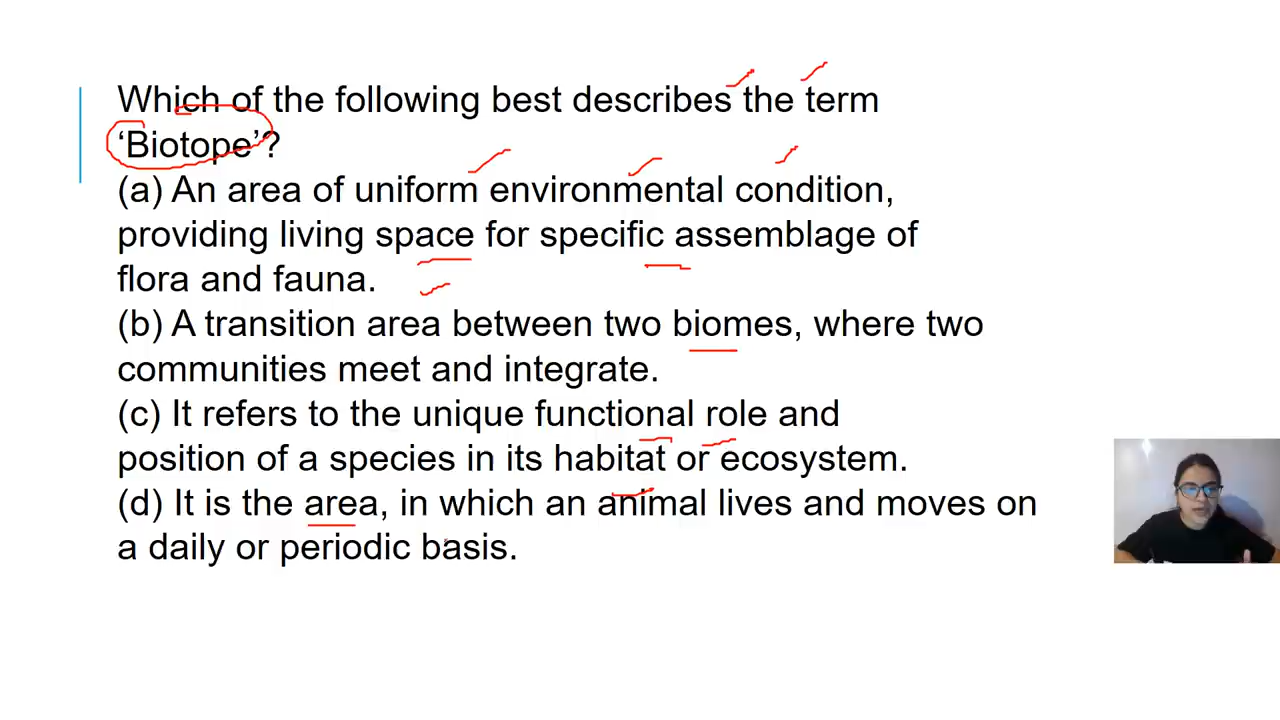 Which of the following best describes the term
‘Biotope’?
(a) An area of uniform environmental condition,
providing living space for specific assemblage of
flora and fauna.
(b) A transition area between two biomes, where two
communities meet and integrate.
(c) It refers to the unique functional role and
position of a species in its habitat or ecosystem.
(d) It is the area, in which an animal lives and moves on
a daily or periodic basis.